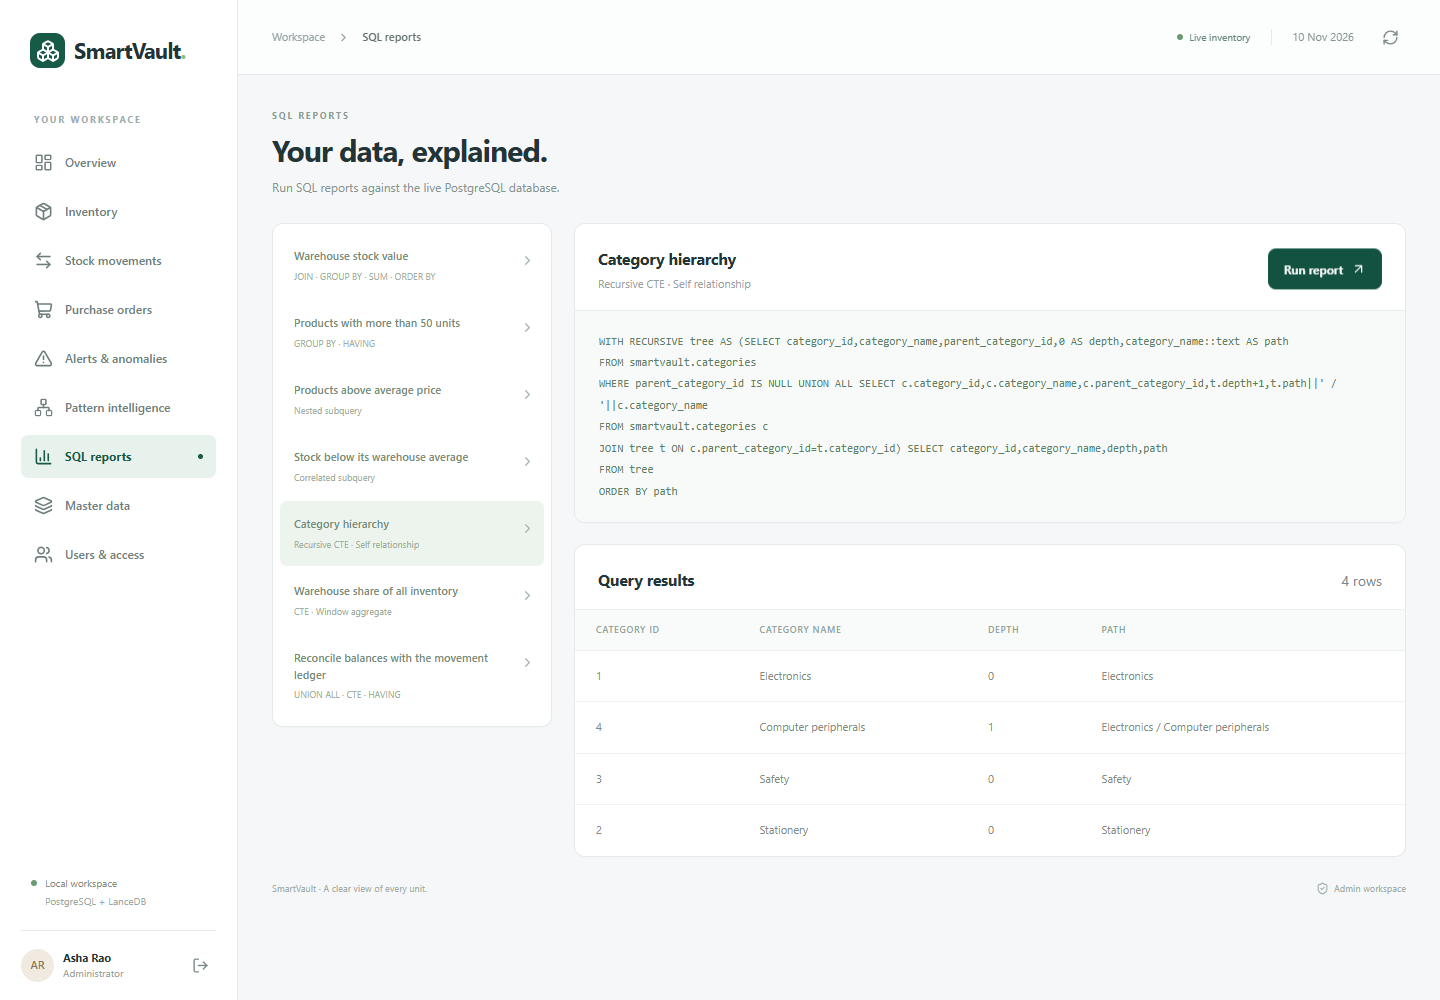 SmartVault.
YOUR WORKSPACE
Overview
Inventory
Stock movements
Purchase orders
Alerts & anomalies
Pattern intelligence
SQL reports
Master data
Users & access
Local workspace
PostgreSQL + LanceDB
AR
Asha Rao
Administrator
Workspace > SQL reports
Live inventory
10 Nov 2026
SQL REPORTS
Your data, explained.
Run SQL reports against the live PostgreSQL database.
Warehouse stock value
JOIN · GROUP BY · SUM · ORDER BY
Products with more than 50 units
GROUP BY · HAVING
Products above average price
Nested subquery
Stock below its warehouse average
Correlated subquery
Category hierarchy
Recursive CTE · Self relationship
Warehouse share of all inventory
CTE · Window aggregate
Reconcile balances with the movement
ledger
UNION ALL · CTE · HAVING
Category hierarchy
Recursive CTE · Self relationship
Run report
WITH RECURSIVE tree AS (SELECT category_id,category_name,parent_category_id,0 AS depth,category_name::text AS path
FROM smartvault.categories
WHERE parent_category_id IS NULL UNION ALL SELECT c.category_id,c.category_name,c.parent_category_id,t.depth+1,t.path||' /
'||c.category_name
FROM smartvault.categories c
JOIN tree t ON c.parent_category_id=t.category_id) SELECT category_id,category_name,depth,path
FROM tree
ORDER BY path
Query results
4 rows
CATEGORY ID CATEGORY NAME DEPTH PATH
1 Electronics 0 Electronics
4 Computer peripherals 1 Electronics / Computer peripherals
3 Safety 0 Safety
2 Stationery 0 Stationery
SmartVault · A clear view of every unit.
Admin workspace